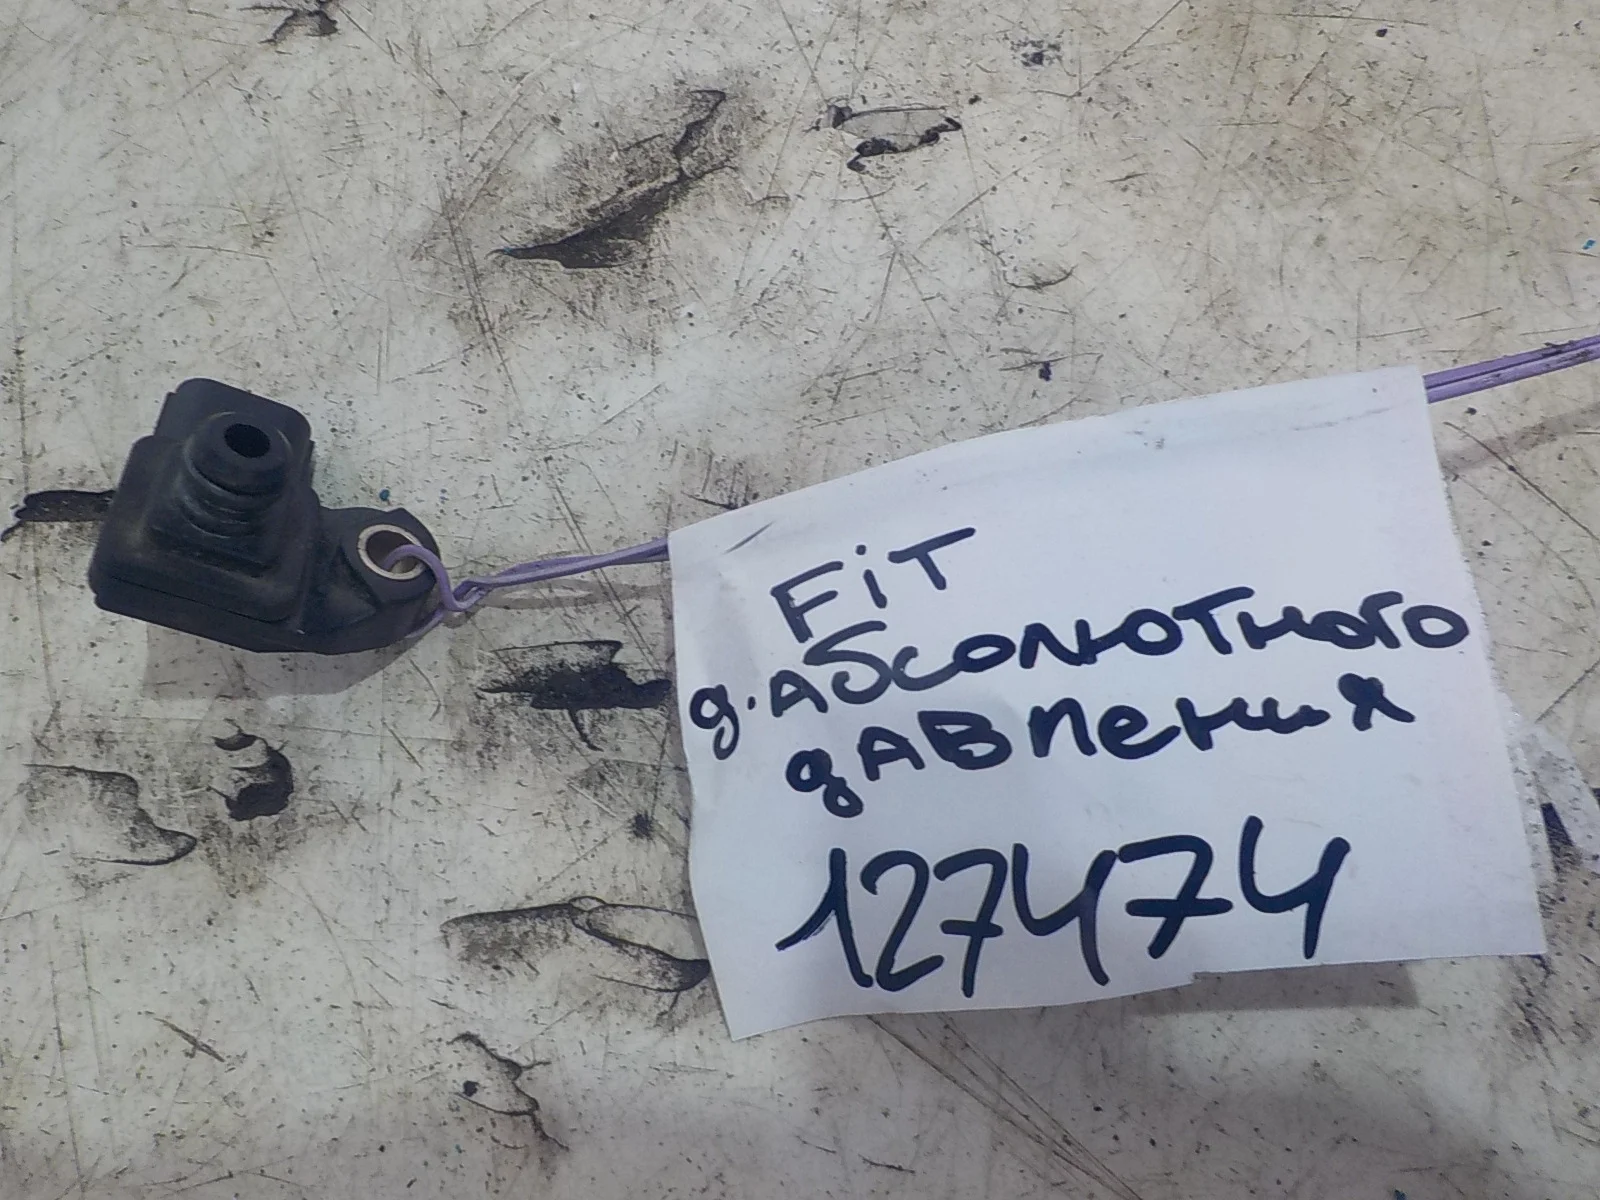 FiT
д. Абсолютного
дАвления
127474